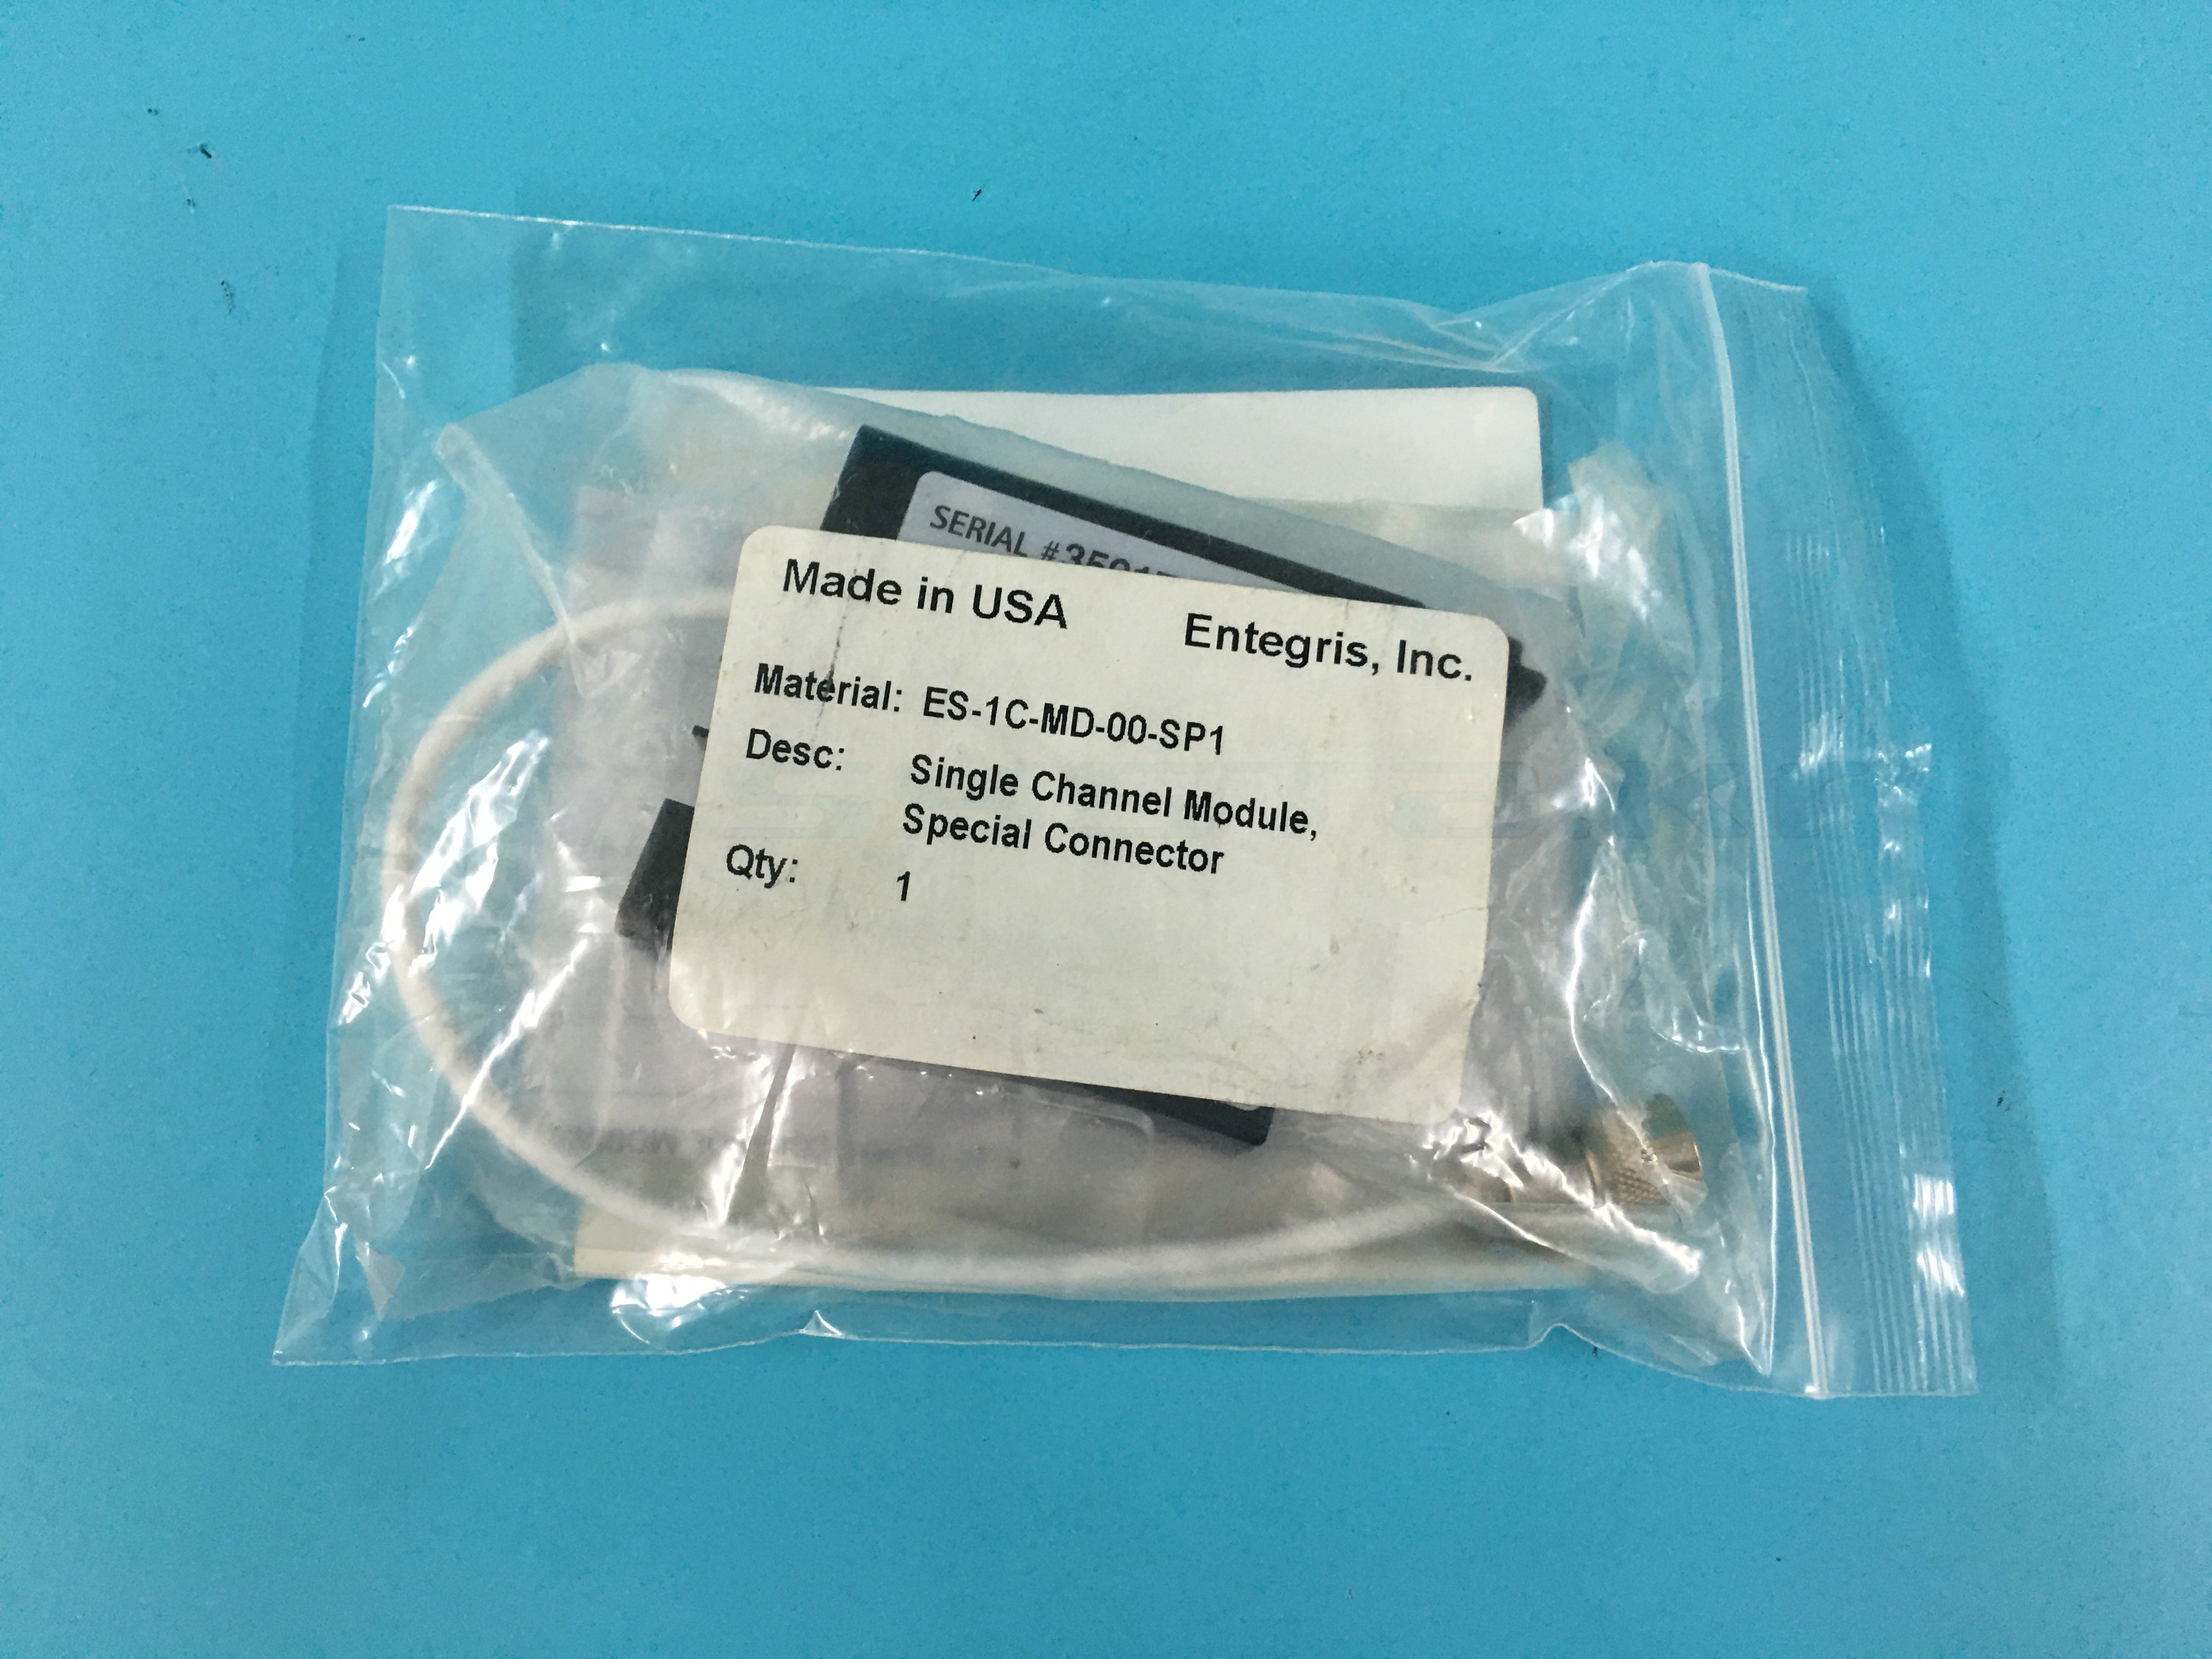 SERIAL #
Made in USA Entegris, Inc.
Material: ES-1C-MD-00-SP1
Desc: Single Channel Module,
Special Connector
Qty: 1